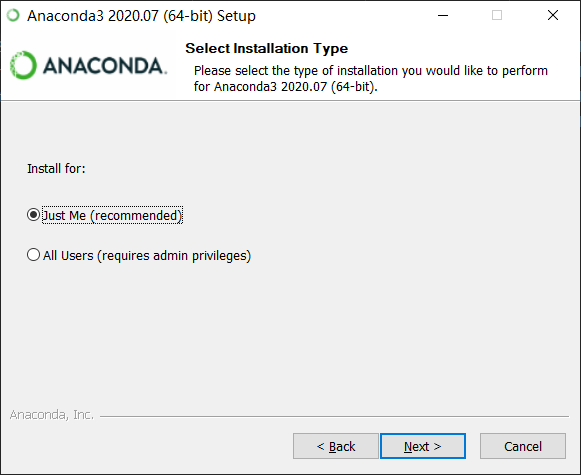 Anaconda3 2020.07 (64-bit) Setup
ANACONDA.
Select Installation Type
Please select the type of installation you would like to perform
for Anaconda3 2020.07 (64-bit).
Install for:
Just Me (recommended)
All Users (requires admin privileges)
Anaconda, Inc.
< Back
Next >
Cancel